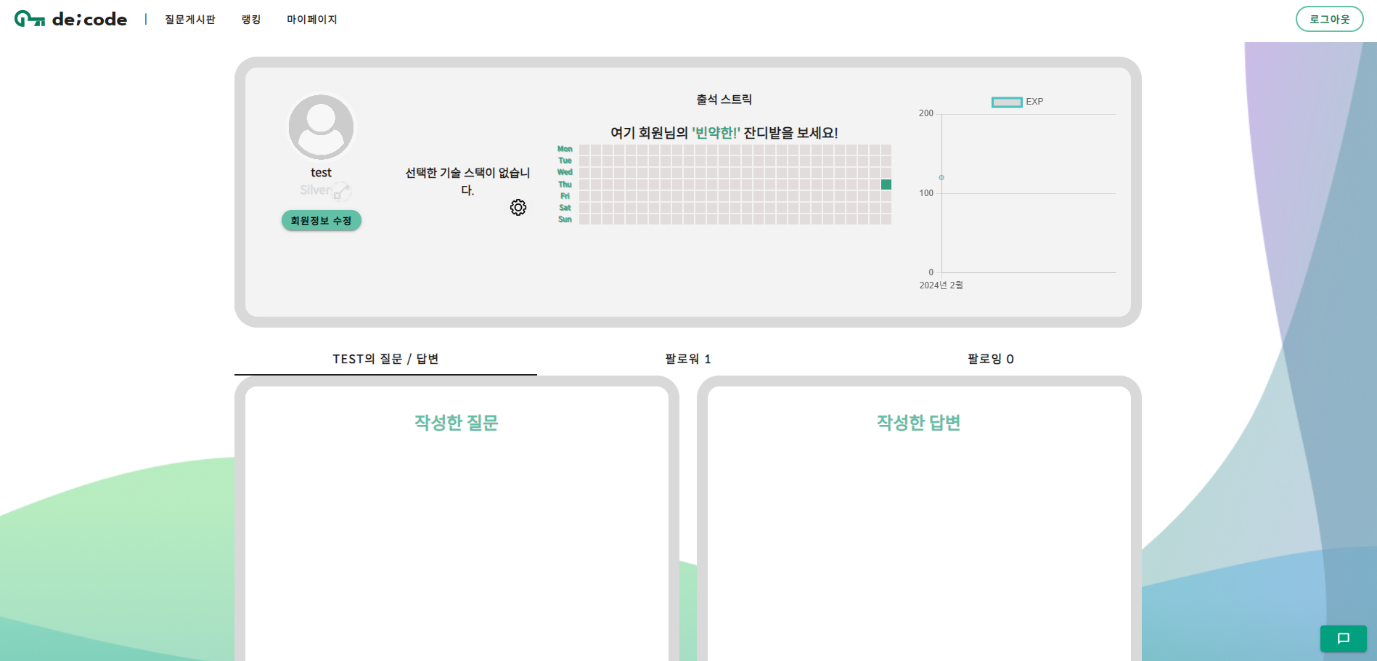 de;code | 질문게시판 랭킹 마이페이지 로그아웃
test
Silver
회원정보 수정
선택한 기술 스택이 없습니
다.
출석 스트릭
여기 회원님의 '빈약한!' 잔디밭을 보세요!
Mon
Tue
Wed
Thu
Fri
Sat
Sun
EXP
200
100
0
2024년 2월
TEST의 질문 / 답변 팔로워 1 팔로잉 0
작성한 질문
작성한 답변